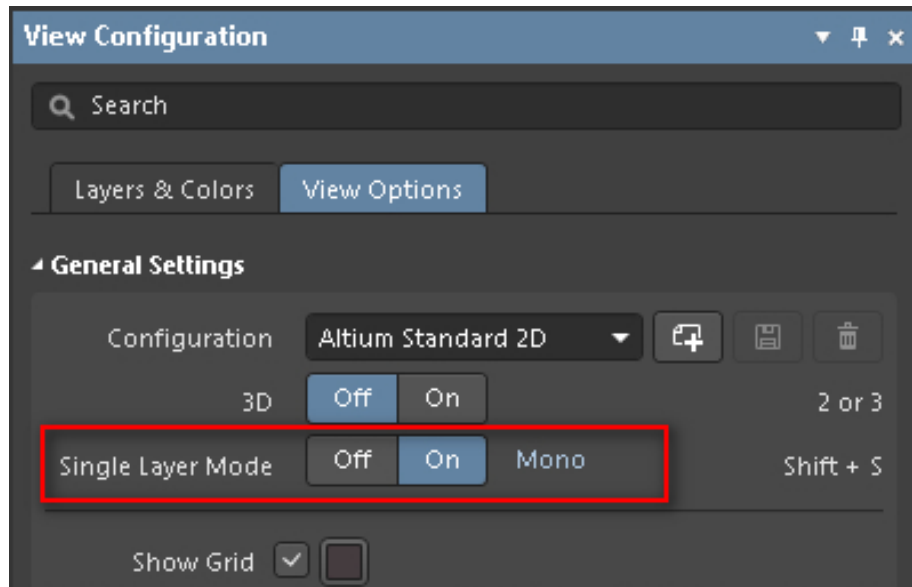 View Configuration
Search
Layers & Colors View Options
General Settings
Configuration Altium Standard 2D
3D Off On 2 or 3
Single Layer Mode Off On Mono Shift + S
Show Grid